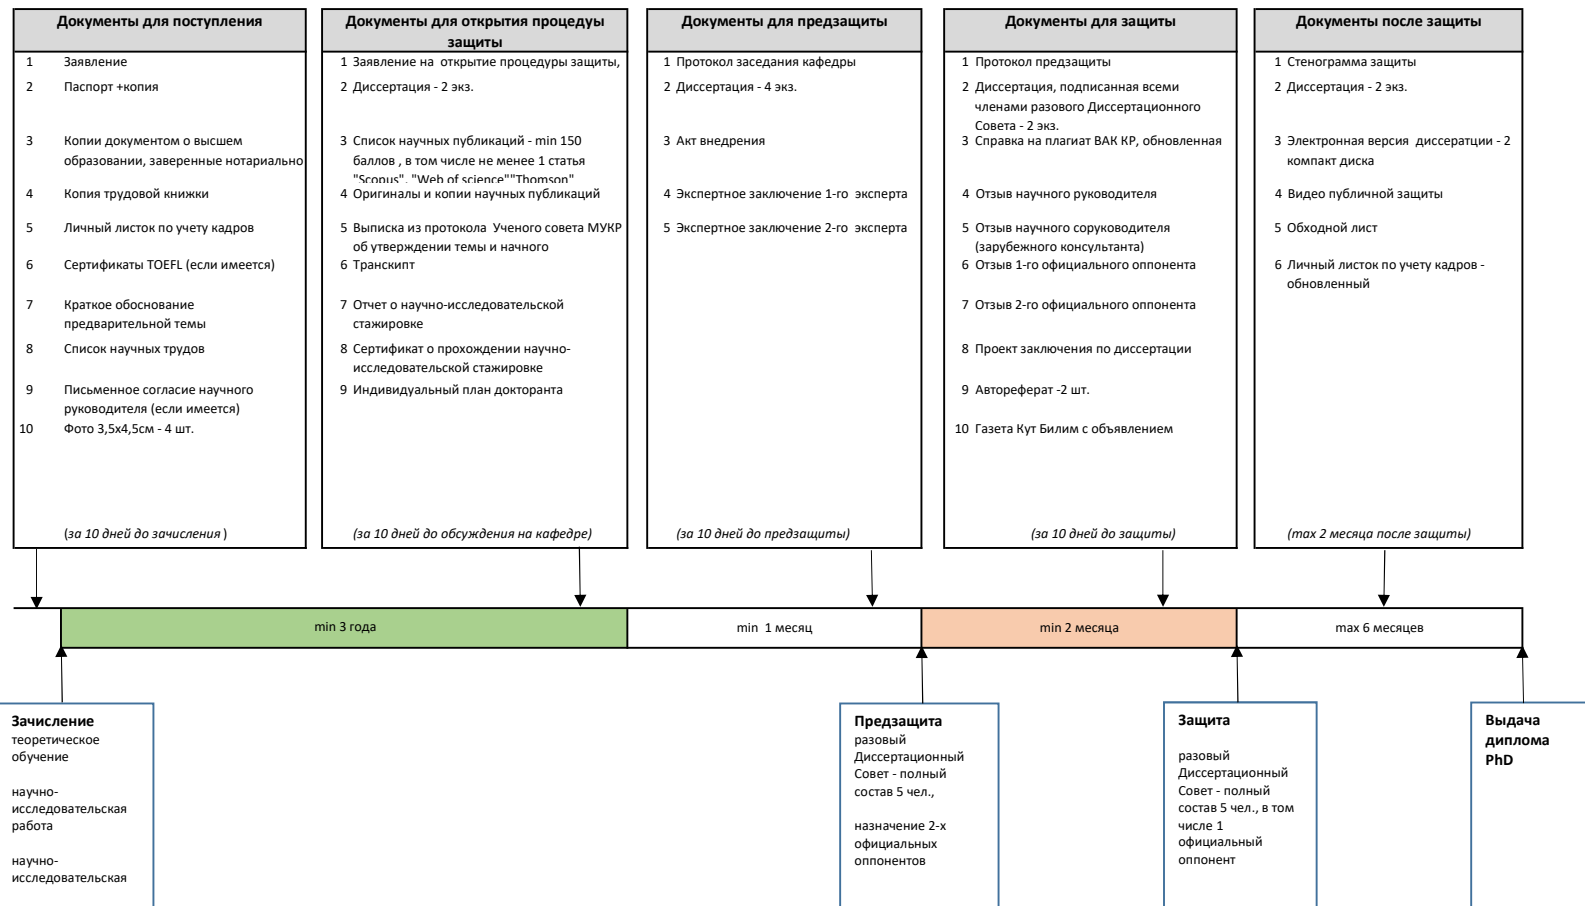 Документы для поступления
1 Заявление
2 Паспорт +копия
3 Копии документом о высшем
образовании, заверенные нотариально
4 Копия трудовой книжки
5 Личный листок по учету кадров
6 Сертификаты TOEFL (если имеется)
7 Краткое обоснование
предварительной темы
8 Список научных трудов
9 Письменное согласие научного
руководителя (если имеется)
10 Фото 3,5х4,5см - 4 шт.
(за 10 дней до зачисления )
Документы для открытия процедуы
защиты
1 Заявление на открытие процедуры защиты,
2 Диссертация - 2 экз.
3 Список научных публикаций - min 150
баллов , в том числе не менее 1 статья
"Scopus", "Web of science""Thomson"
4 Оригиналы и копии научных публикаций
5 Выписка из протокола Ученого совета МУКР
об утверждении темы и начного
6 Транскипт
7 Отчет о научно-исследовательской
стажировке
8 Сертификат о прохождении научно-
исследовательской стажировке
9 Индивидуальный план докторанта
(за 10 дней до обсуждения на кафедре)
Документы для предзащиты
1 Протокол заседания кафедры
2 Диссертация - 4 экз.
3 Акт внедрения
4 Экспертное заключение 1-го эксперта
5 Экспертное заключение 2-го эксперта
(за 10 дней до предзащиты)
Документы для защиты
1 Протокол предзащиты
2 Диссертация, подписанная всеми
членами разового Диссертационного
Совета - 2 экз.
3 Справка на плагиат ВАК КР, обновленная
4 Отзыв научного руководителя
5 Отзыв научного соруководителя
(зарубежного консультанта)
6 Отзыв 1-го официального оппонента
7 Отзыв 2-го официального оппонента
8 Проект заключения по диссертации
9 Автореферат -2 шт.
10 Газета Кут Билим с объявлением
(за 10 дней до защиты)
Документы после защиты
1 Стенограмма защиты
2 Диссертация - 2 экз.
3 Электронная версия диссератции - 2
компакт диска
4 Видео публичной защиты
5 Обходной лист
6 Личный листок по учету кадров -
обновленный
(max 2 месяца после защиты)
min 3 года
min 1 месяц
min 2 месяца
max 6 месяцев
Зачисление
теоретическое
обучение
научно-
исследовательская
работа
научно-
исследовательская
Предзащита
разовый
Диссертационный
Совет - полный
состав 5 чел.,
назначение 2-х
официальных
оппонентов
Защита
разовый
Диссертационный
Совет - полный
состав 5 чел., в том
числе 1
официальный
оппонент
Выдача
диплома
PhD